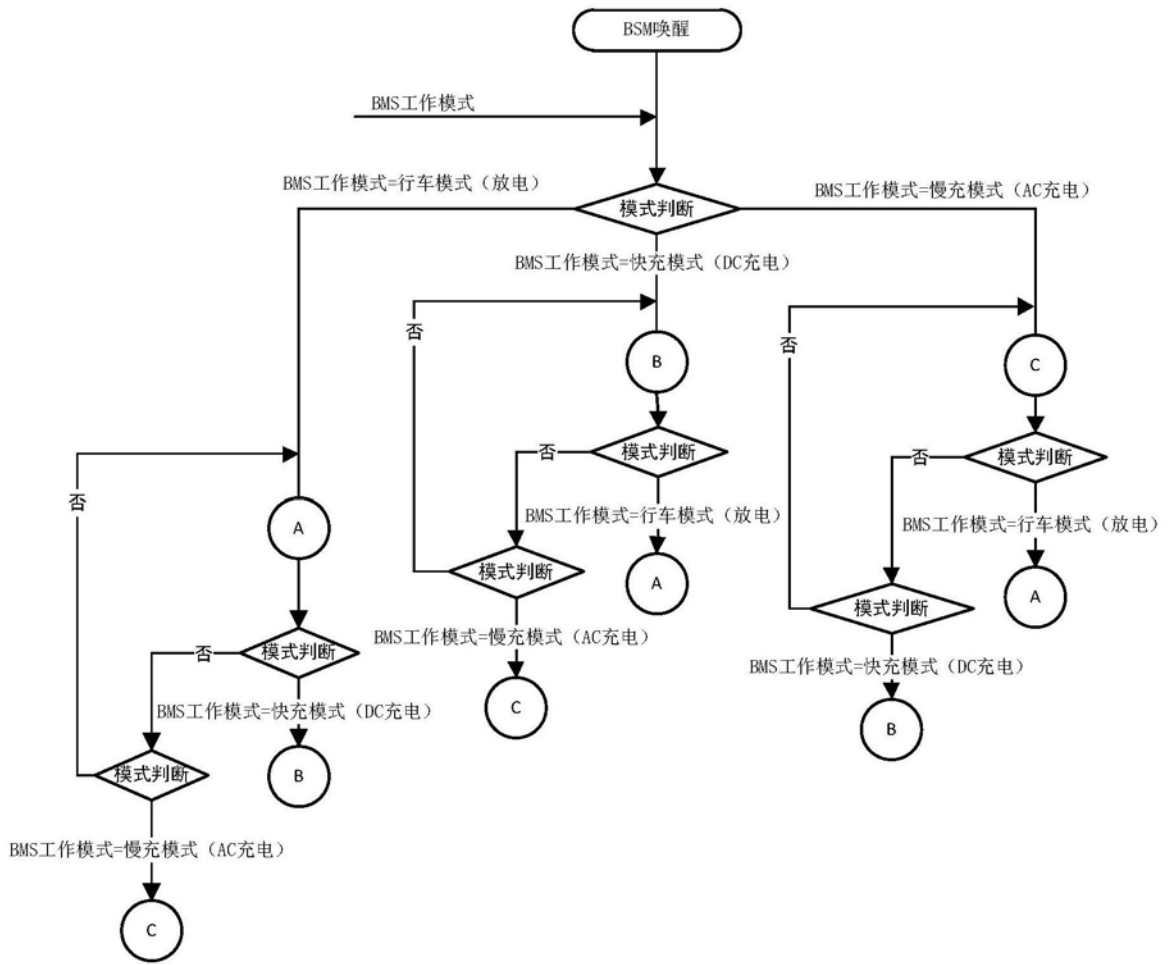 BSM唤醒
BMS工作模式
BMS工作模式=行车模式（放电）
BMS工作模式=慢充模式（AC充电）
模式判断
BMS工作模式=快充模式（DC充电）
否
否
B
C
模式判断
否
模式判断
否
否
A
BMS工作模式=行车模式（放电）
BMS工作模式=行车模式（放电）
模式判断
A
A
模式判断
BMS工作模式=慢充模式（AC充电）
模式判断
否
BMS工作模式=快充模式（DC充电）
C
BMS工作模式=快充模式（DC充电）
B
模式判断
B
BMS工作模式=慢充模式（AC充电）
C